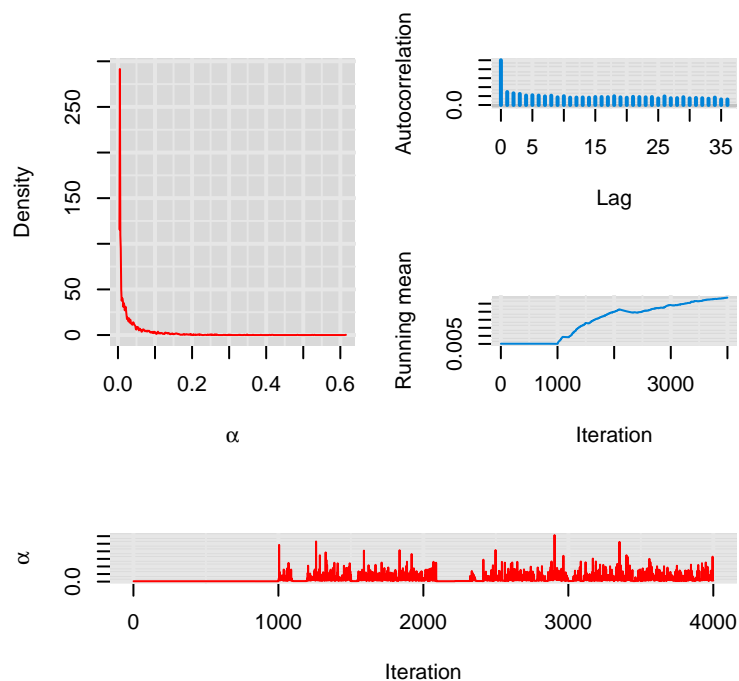 Density
0 50 150 250
0.0 0.2 0.4 0.6
α
Autocorrelation
0.0
0 5 15 25 35
Lag
Running mean
0.005
0 1000 3000
Iteration
α
0.0
0 1000 2000 3000 4000
Iteration